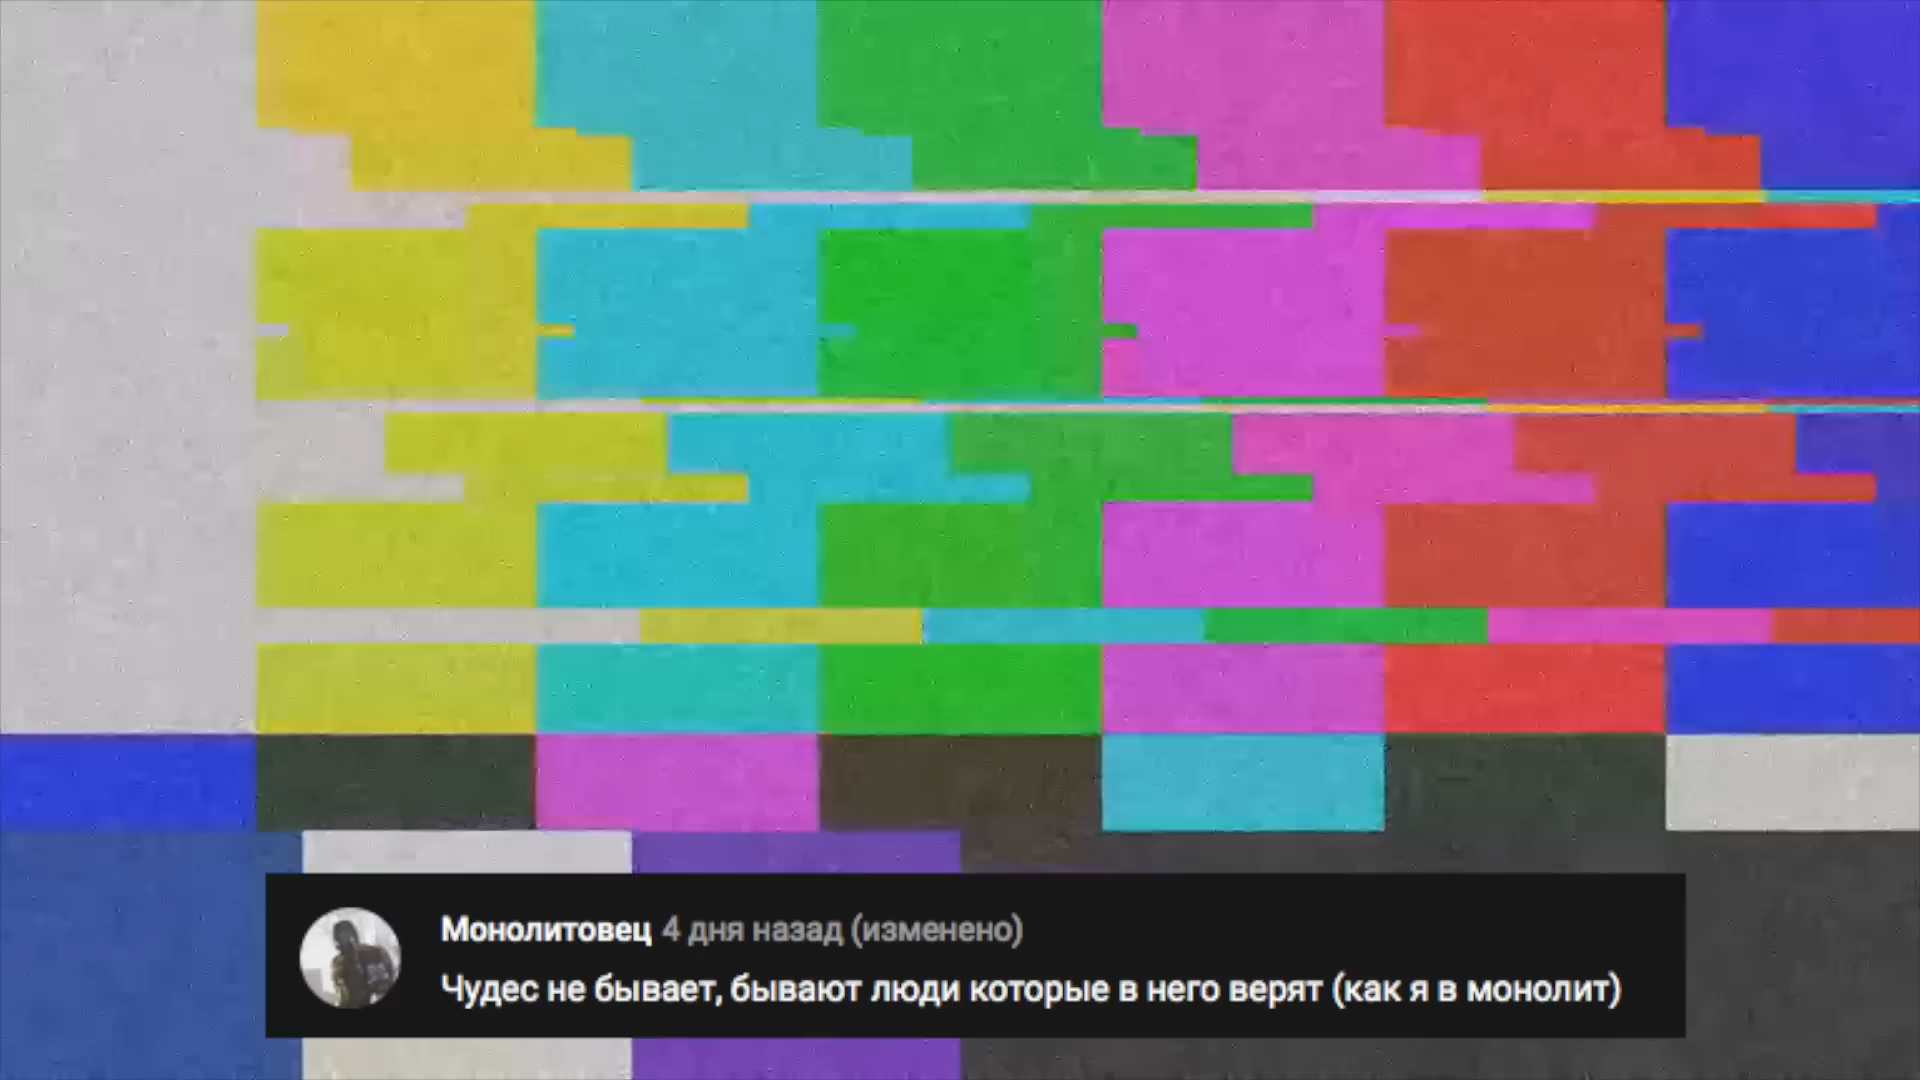 Монолитовец 4 дня назад (изменено)
Чудес не бывает, бывают люди которые в него верят (как я в монолит)